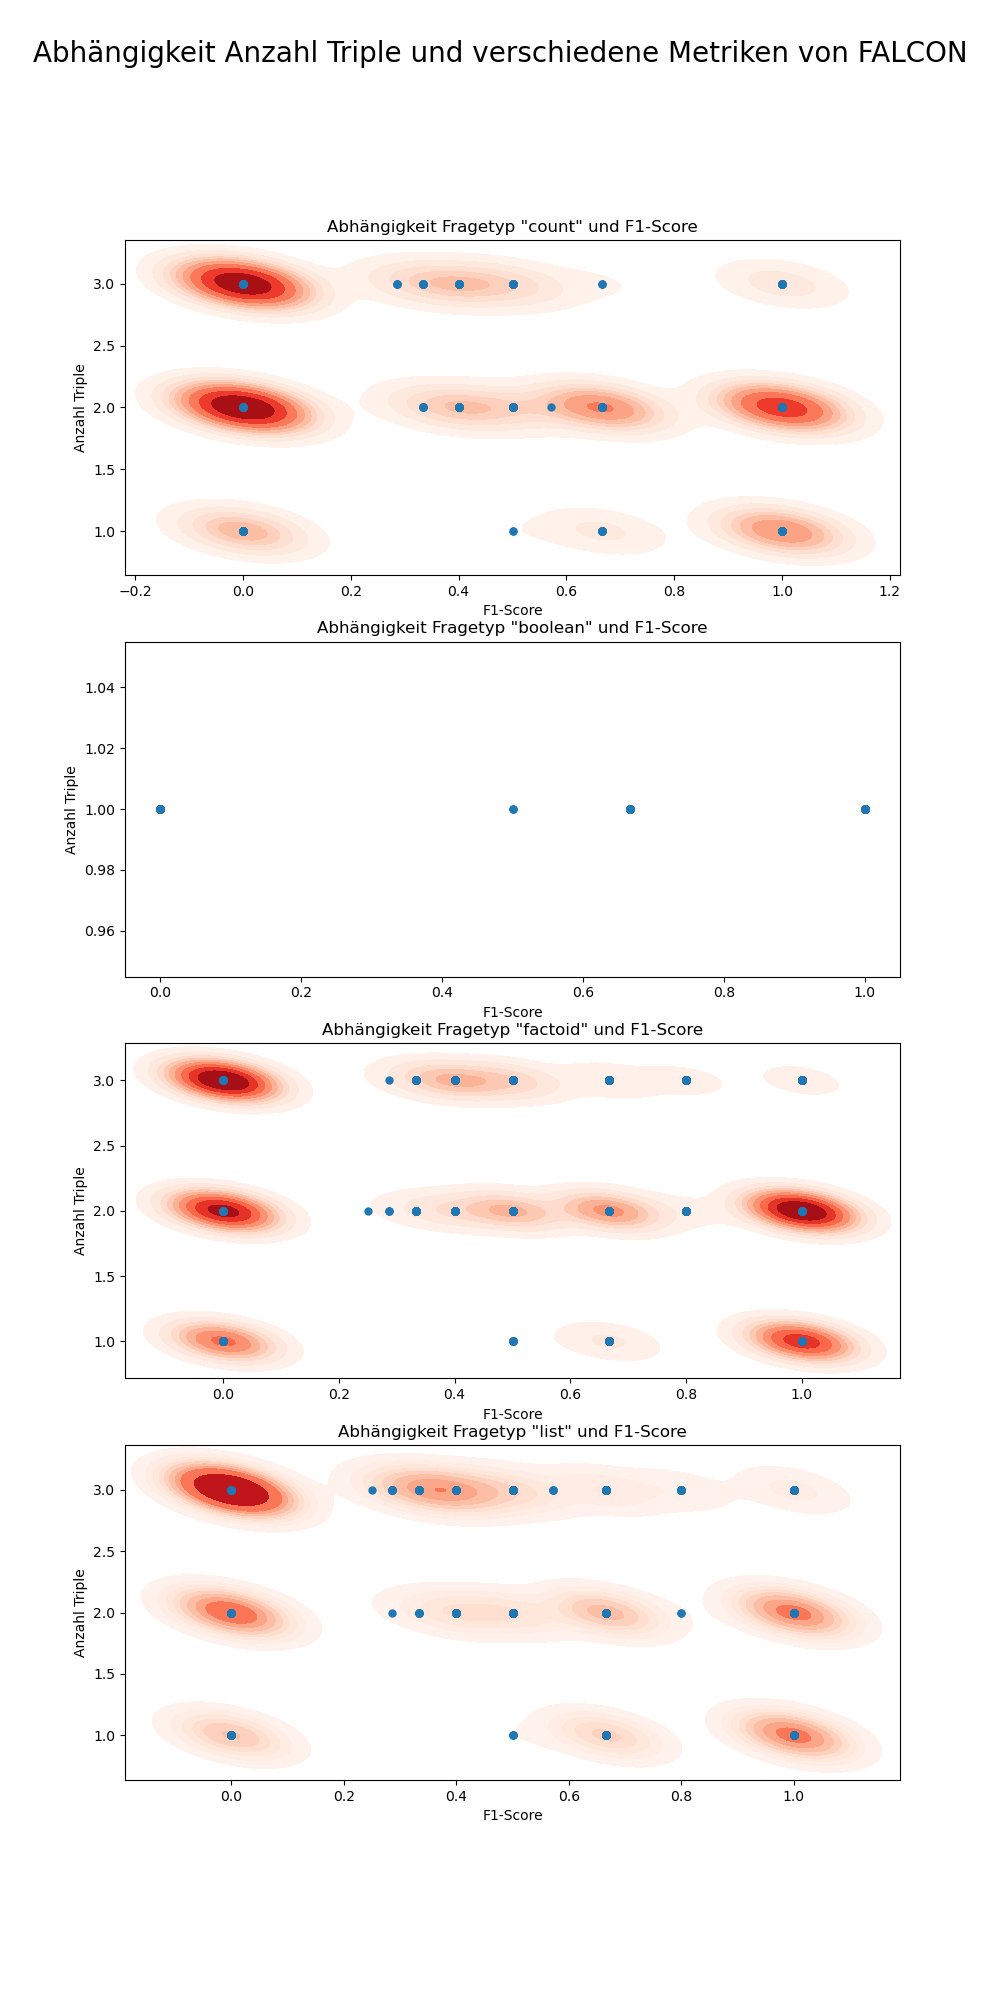 Abhängigkeit Anzahl Triple und verschiedene Metriken von FALCON
Abhängigkeit Fragetyp "count" und F1-Score
3.0
2.5
2.0
1.5
1.0
Anzahl Triple
−0.2 0.0 0.2 0.4 0.6 0.8 1.0 1.2
F1-Score
Abhängigkeit Fragetyp "boolean" und F1-Score
1.04
1.02
1.00
0.98
0.96
Anzahl Triple
0.0 0.2 0.4 0.6 0.8 1.0
F1-Score
Abhängigkeit Fragetyp "factoid" und F1-Score
3.0
2.5
2.0
1.5
1.0
Anzahl Triple
0.0 0.2 0.4 0.6 0.8 1.0
F1-Score
Abhängigkeit Fragetyp "list" und F1-Score
3.0
2.5
2.0
1.5
1.0
Anzahl Triple
0.0 0.2 0.4 0.6 0.8 1.0
F1-Score